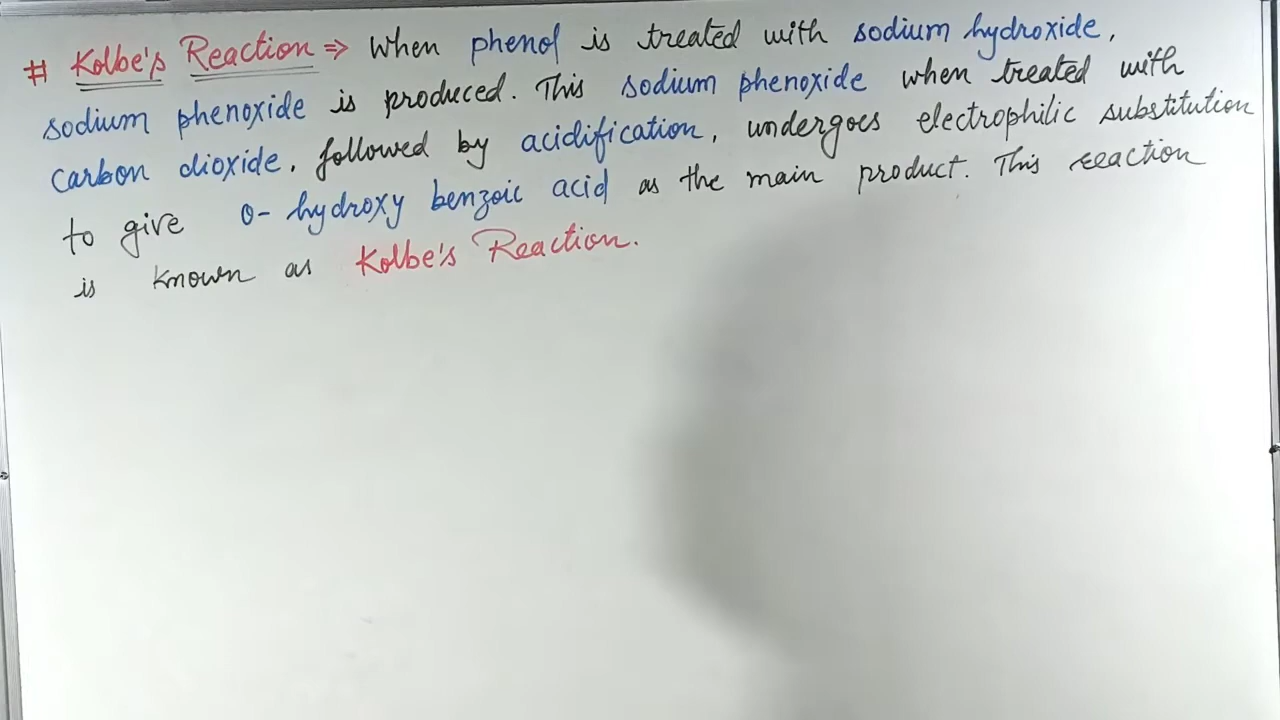 # Kolbe's Reaction ⇒ When phenol is treated with sodium hydroxide,
sodium phenoxide is produced. This sodium phenoxide when treated with
carbon dioxide, followed by acidification, undergoes electrophilic substitution
to give o-hydroxy benzoic acid as the main product. This reaction
is known as Kolbe's Reaction.